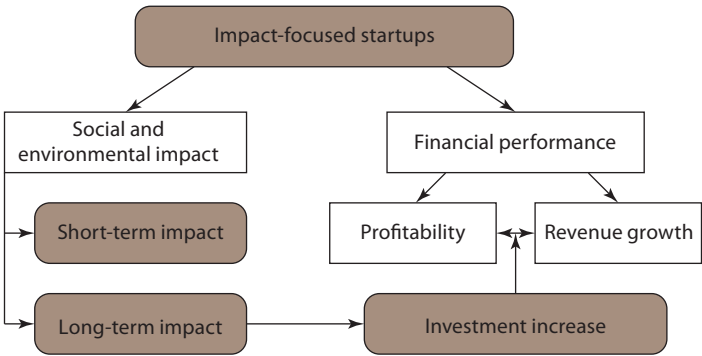 Impact-focused startups
Social and
environmental impact
Financial performance
Short-term impact
Profitability
Revenue growth
Long-term impact
Investment increase